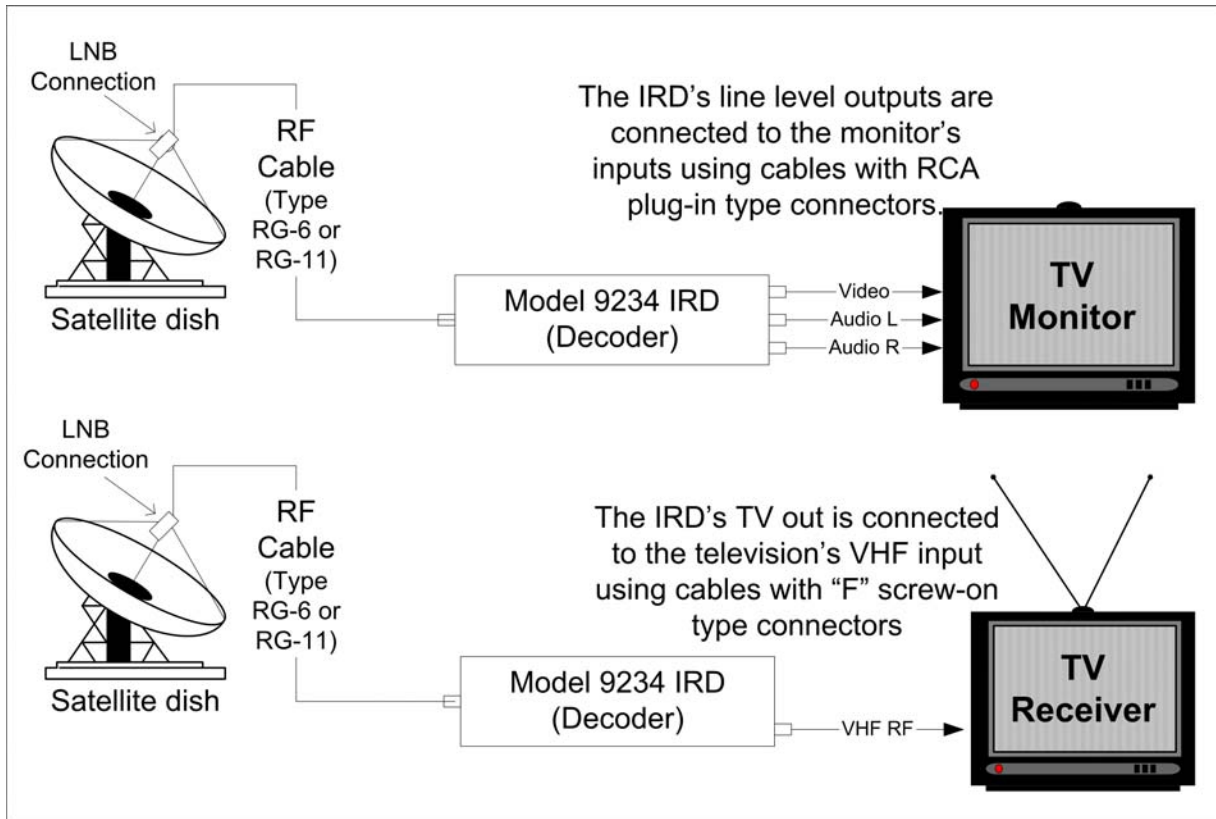 LNB
Connection
RF
Cable
(Type
RG-6 or
RG-11)
Satellite dish
The IRD’s line level outputs are
connected to the monitor’s
inputs using cables with RCA
plug-in type connectors.
Model 9234 IRD
(Decoder)
Video
Audio L
Audio R
TV
Monitor
LNB
Connection
RF
Cable
(Type
RG-6 or
RG-11)
Satellite dish
The IRD’s TV out is connected
to the television’s VHF input
using cables with “F” screw-on
type connectors
Model 9234 IRD
(Decoder)
VHF RF
TV
Receiver